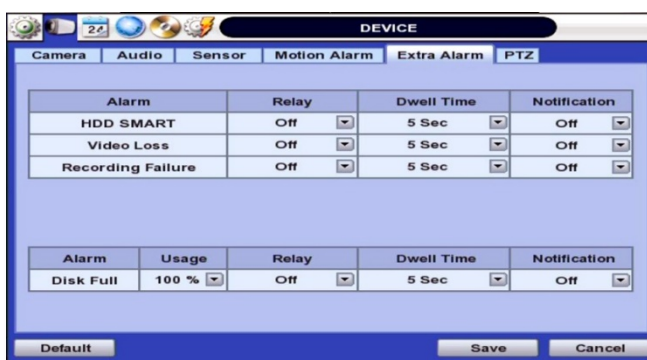 24
DEVICE
Camera Audio Sensor Motion Alarm Extra Alarm PTZ
Alarm Relay Dwell Time Notification
HDD SMART Off 5 Sec Off
Video Loss Off 5 Sec Off
Recording Failure Off 5 Sec Off
Alarm Usage Relay Dwell Time Notification
Disk Full 100 % Off 5 Sec Off
Default Save Cancel